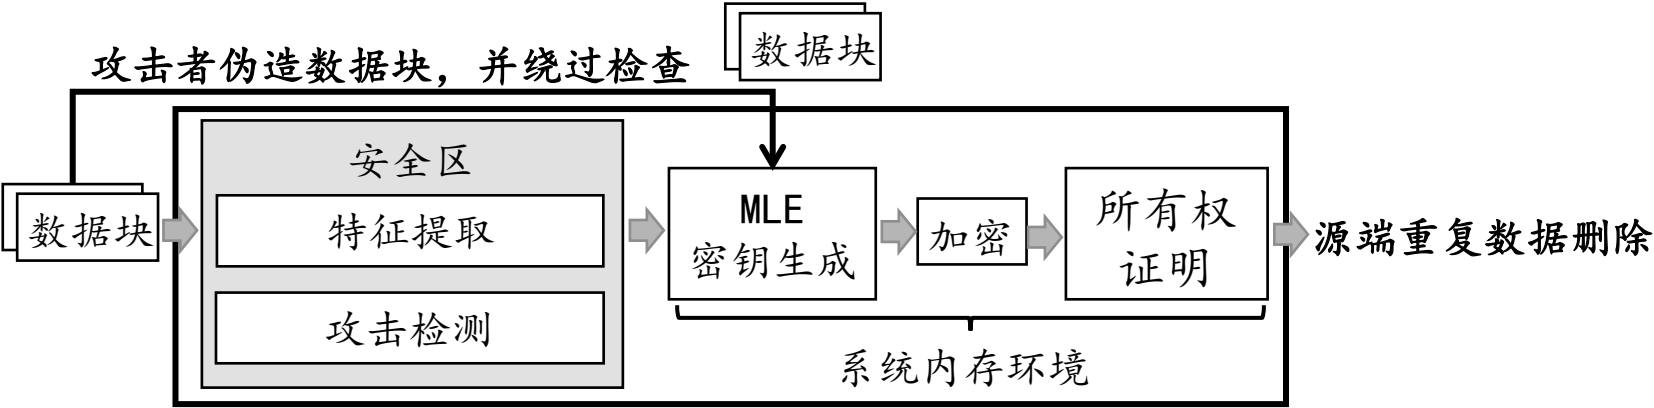 数据块
攻击者伪造数据块，并绕过检查
安全区
数据块
特征提取
攻击检测
MLE
密钥生成
加密
所有权
证明
源端重复数据删除
系统内存环境